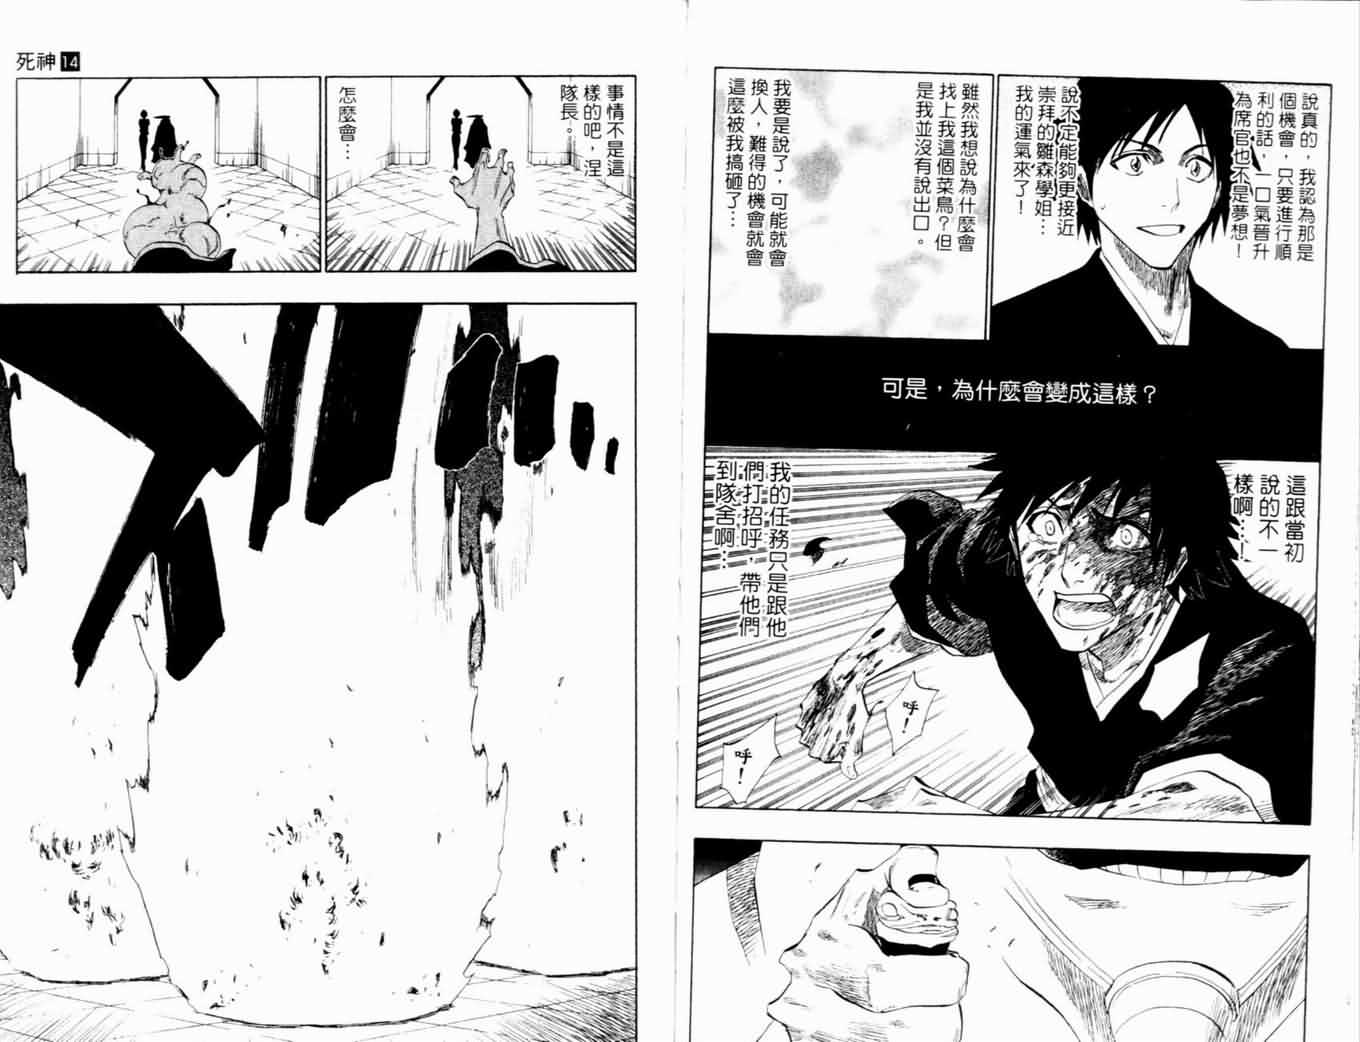 死神14
說真的，我認為那是
個機會，只要進行順
利的話，一口氣晉升
為席官也不是夢想！
說不定能夠更接近
崇拜的雛森學姐…
我的運氣來了！
雖然我想說為什麼會
找上我這個菜鳥？但
是我並沒有說出口。
我要是說了，可能就會
換人，難得的機會就會
這麼被我搞砸了…
可是，為什麼會變成這樣？
這跟當初
說的不一
樣啊…！
我的任務只是跟他
們打招呼，帶他們
到隊舍啊…
呼！
呼！
事情不是這
樣的吧，涅
隊長。
怎麼會…